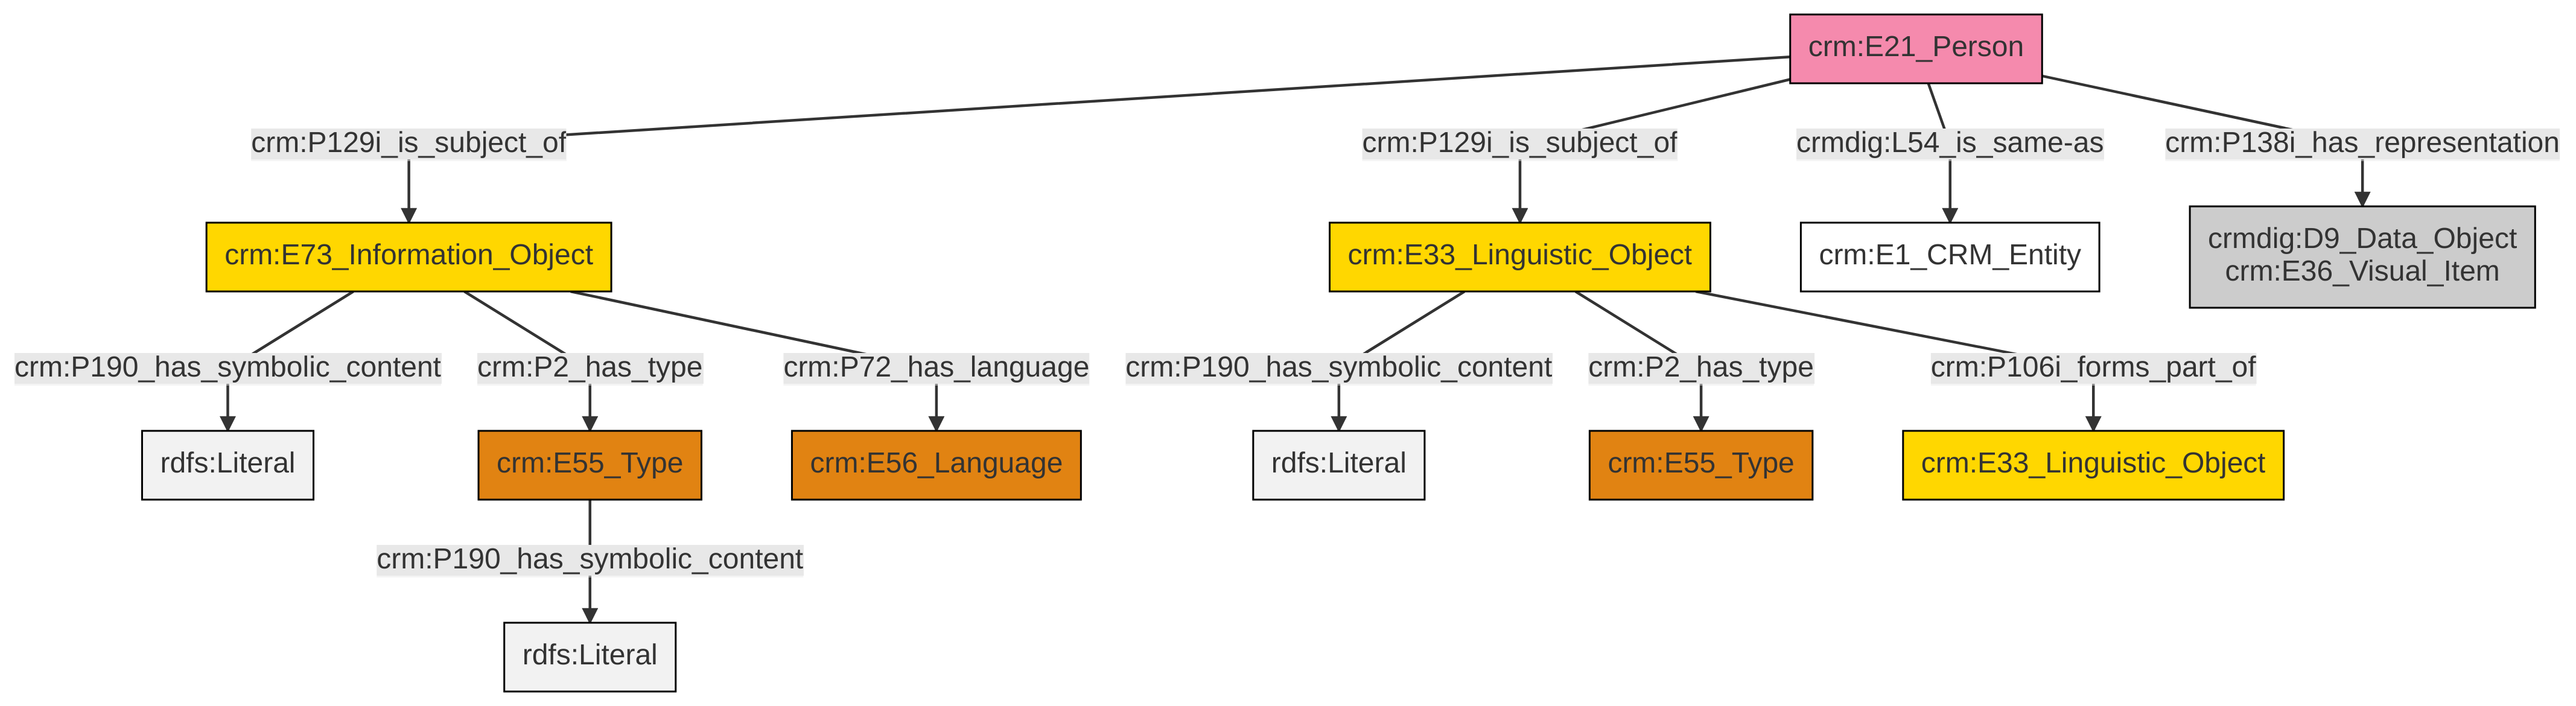 crm:E21_Person
crm:P129i_is_subject_of
crm:P129i_is_subject_of
crmdig:L54_is_same-as
crm:P138i_has_representation
crm:E73_Information_Object
crm:E33_Linguistic_Object
crm:E1_CRM_Entity
crmdig:D9_Data_Object
crm:E36_Visual_Item
crm:P190_has_symbolic_content
crm:P2_has_type
crm:P72_has_language
crm:P190_has_symbolic_content
crm:P2_has_type
crm:P106i_forms_part_of
rdfs:Literal
crm:E55_Type
crm:E56_Language
rdfs:Literal
crm:E55_Type
crm:E33_Linguistic_Object
crm:P190_has_symbolic_content
rdfs:Literal